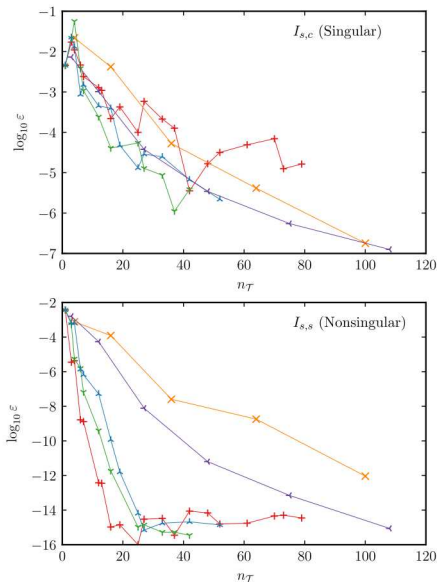 −1
I_{s,c} (Singular)
−2
−3
log₁₀ ε
−4
−5
−6
−7
0 20 40 60 80 100 120
n_𝒯
−2
I_{s,s} (Nonsingular)
−4
−6
−8
log₁₀ ε
−10
−12
−14
−16
0 20 40 60 80 100 120
n_𝒯